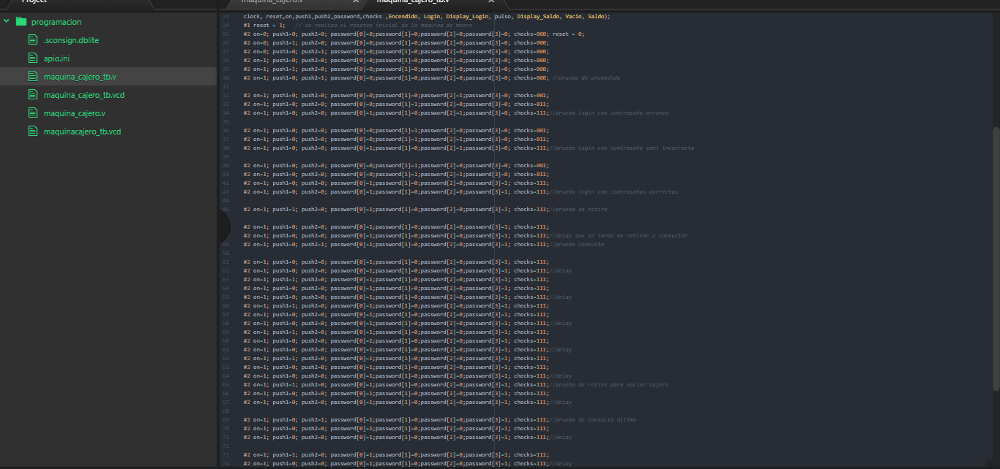 Project
maquina_cajero.v
maquina_cajero_tb.v
programacion
.sconsign.dblite
apio.ini
maquina_cajero_tb.v
maquina_cajero_tb.vcd
maquina_cajero.v
maquinacajero_tb.vcd
23 clock, reset,on,push1,push2,password,checks ,Encendido, Login, Display_Login, pulso, Display_Saldo, Vacio, Saldo);
24 #1 reset = 1; // se realiza el reseteo inicial de la máquina de moore
25 #2 on=0; push1=0; push2=0; password[0]=0;password[1]=0;password[2]=0;password[3]=0; checks=000; reset = 0;
26 #2 on=0; push1=1; push2=0; password[0]=0;password[1]=0;password[2]=0;password[3]=0; checks=000;
27 #2 on=0; push1=0; push2=1; password[0]=0;password[1]=0;password[2]=0;password[3]=0; checks=000;
28 #2 on=1; push1=0; push2=0; password[0]=0;password[1]=0;password[2]=0;password[3]=0; checks=000;
29 #2 on=1; push1=1; push2=0; password[0]=0;password[1]=0;password[2]=0;password[3]=0; checks=000;
30 #2 on=1; push1=0; push2=1; password[0]=0;password[1]=0;password[2]=0;password[3]=0; checks=000; //prueba de encendido
31
32 #2 on=1; push1=0; push2=0; password[0]=0;password[1]=0;password[2]=1;password[3]=0; checks=001;
33 #2 on=1; push1=0; push2=0; password[0]=0;password[1]=1;password[2]=0;password[3]=0; checks=011;
34 #2 on=1; push1=0; push2=0; password[0]=1;password[1]=0;password[2]=1;password[3]=0; checks=111;//prueba login con contraseña erronea
35
36 #2 on=1; push1=0; push2=0; password[0]=0;password[1]=1;password[2]=0;password[3]=0; checks=001;
37 #2 on=1; push1=0; push2=0; password[0]=0;password[1]=1;password[2]=1;password[3]=0; checks=011;
38 #2 on=1; push1=0; push2=0; password[0]=1;password[1]=0;password[2]=1;password[3]=0; checks=111;//prueba login con contraseña semi incorrecta
39
40 #2 on=1; push1=0; push2=0; password[0]=0;password[1]=1;password[2]=0;password[3]=0; checks=001;
41 #2 on=1; push1=0; push2=0; password[0]=0;password[1]=1;password[2]=1;password[3]=0; checks=011;
42 #2 on=1; push1=0; push2=0; password[0]=1;password[1]=0;password[2]=0;password[3]=1; checks=111;
43 #2 on=1; push1=0; push2=0; password[0]=1;password[1]=0;password[2]=0;password[3]=1; checks=111;//prueba login con contraseñas correctas
44
45 #2 on=1; push1=1; push2=0; password[0]=1;password[1]=0;password[2]=0;password[3]=1; checks=111;//prueba de retiro
#2 on=1; push1=0; push2=0; password[0]=1;password[1]=0;password[2]=0;password[3]=1; checks=111;
#2 on=1; push1=0; push2=0; password[0]=1;password[1]=0;password[2]=0;password[3]=1; checks=111;//delay que se tarda en retirar o consultar
49 #2 on=1; push1=0; push2=1; password[0]=1;password[1]=0;password[2]=0;password[3]=1; checks=111;//prueba consulta
50
51 #2 on=1; push1=0; push2=0; password[0]=1;password[1]=0;password[2]=0;password[3]=1; checks=111;
52 #2 on=1; push1=0; push2=0; password[0]=1;password[1]=0;password[2]=0;password[3]=1; checks=111;//delay
53 #2 on=1; push1=1; push2=0; password[0]=1;password[1]=0;password[2]=0;password[3]=1; checks=111;
54 #2 on=1; push1=0; push2=0; password[0]=1;password[1]=0;password[2]=0;password[3]=1; checks=111;
55 #2 on=1; push1=0; push2=0; password[0]=1;password[1]=0;password[2]=0;password[3]=1; checks=111;//delay
56 #2 on=1; push1=1; push2=0; password[0]=1;password[1]=0;password[2]=0;password[3]=1; checks=111;
57 #2 on=1; push1=0; push2=0; password[0]=1;password[1]=0;password[2]=0;password[3]=1; checks=111;
58 #2 on=1; push1=0; push2=0; password[0]=1;password[1]=0;password[2]=0;password[3]=1; checks=111;//delay
59 #2 on=1; push1=1; push2=0; password[0]=1;password[1]=0;password[2]=0;password[3]=1; checks=111;
60 #2 on=1; push1=0; push2=0; password[0]=1;password[1]=0;password[2]=0;password[3]=1; checks=111;
61 #2 on=1; push1=0; push2=0; password[0]=1;password[1]=0;password[2]=0;password[3]=1; checks=111;//delay
62 #2 on=1; push1=1; push2=0; password[0]=1;password[1]=0;password[2]=0;password[3]=1; checks=111;
63 #2 on=1; push1=0; push2=0; password[0]=1;password[1]=0;password[2]=0;password[3]=1; checks=111;
64 #2 on=1; push1=0; push2=0; password[0]=1;password[1]=0;password[2]=0;password[3]=1; checks=111;//delay
65 #2 on=1; push1=1; push2=0; password[0]=1;password[1]=0;password[2]=0;password[3]=1; checks=111;//prueba de retiro para vaciar cajero
66 #2 on=1; push1=0; push2=0; password[0]=1;password[1]=0;password[2]=0;password[3]=1; checks=111;
67 #2 on=1; push1=0; push2=0; password[0]=1;password[1]=0;password[2]=0;password[3]=1; checks=111;//delay
68
69 #2 on=1; push1=0; push2=1; password[0]=1;password[1]=0;password[2]=0;password[3]=1; checks=111;//prueba de consulta última
70 #2 on=1; push1=0; push2=0; password[0]=1;password[1]=0;password[2]=0;password[3]=1; checks=111;
71 #2 on=1; push1=0; push2=0; password[0]=1;password[1]=0;password[2]=0;password[3]=1; checks=111;//delay
72
73 #2 on=1; push1=1; push2=0; password[0]=1;password[1]=0;password[2]=0;password[3]=1; checks=111;
74 #2 on=1; push1=0; push2=0; password[0]=1;password[1]=0;password[2]=0;password[3]=1; checks=111;//delay